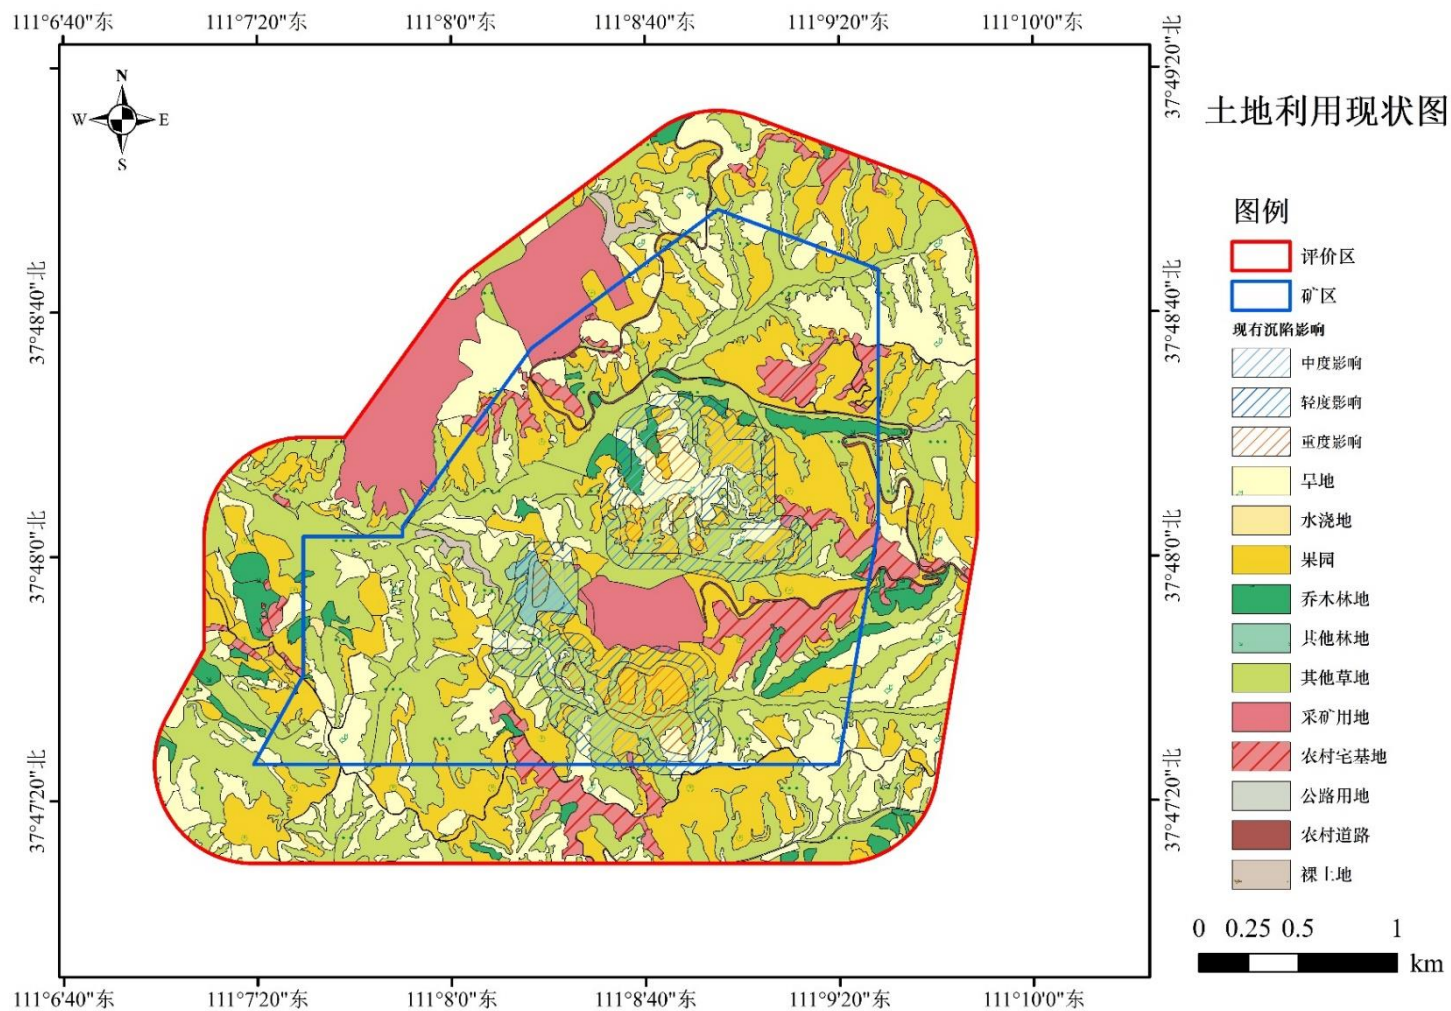 111°6'40"东 111°7'20"东 111°8'0"东 111°8'40"东 111°9'20"东 111°10'0"东
N
W E
S
37°48'40"北
37°48'0"北
37°47'20"北
37°49'20"北
37°48'40"北
37°48'0"北
37°47'20"北
111°6'40"东 111°7'20"东 111°8'0"东 111°8'40"东 111°9'20"东 111°10'0"东
土地利用现状图
图例
评价区
矿区
现有沉陷影响
中度影响
轻度影响
重度影响
旱地
水浇地
果园
乔木林地
其他林地
其他草地
采矿用地
农村宅基地
公路用地
农村道路
裸土地
0 0.25 0.5 1
km